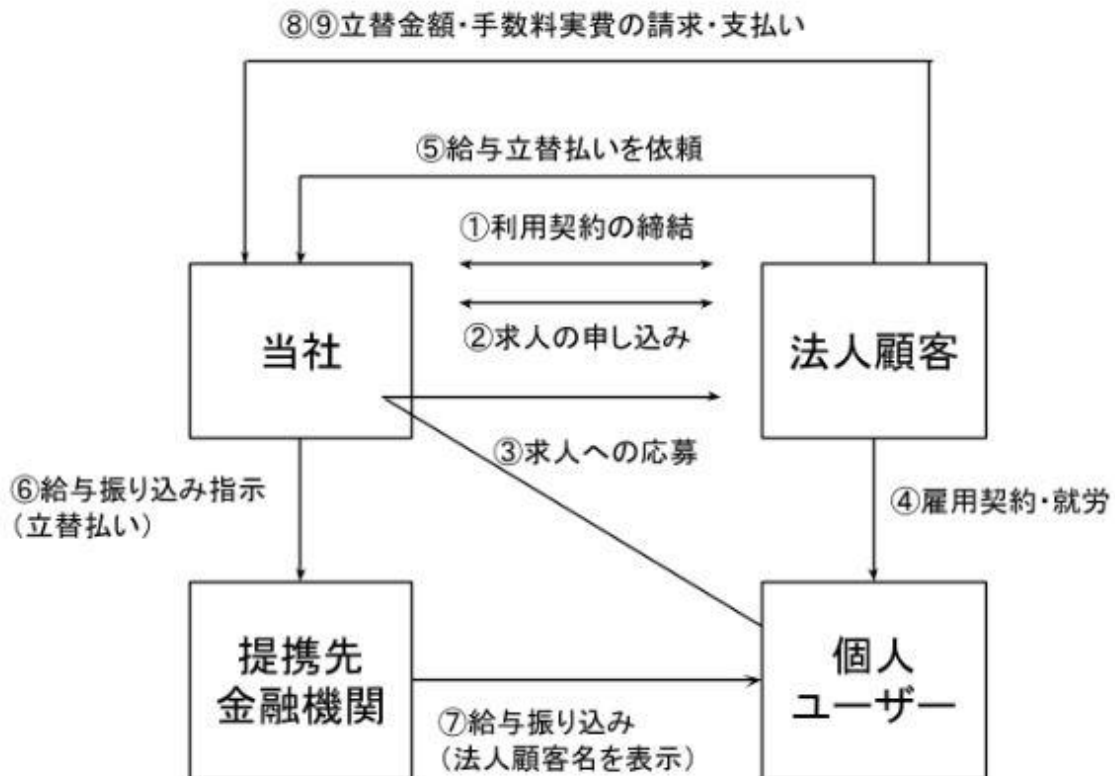 ⑧⑨立替金額・手数料実費の請求・支払い
⑤給与立替払いを依頼
①利用契約の締結
当社
②求人の申し込み
法人顧客
③求人への応募
⑥給与振り込み指示
(立替払い)
④雇用契約・就労
提携先
金融機関
個人
ユーザー
⑦給与振り込み
(法人顧客名を表示)